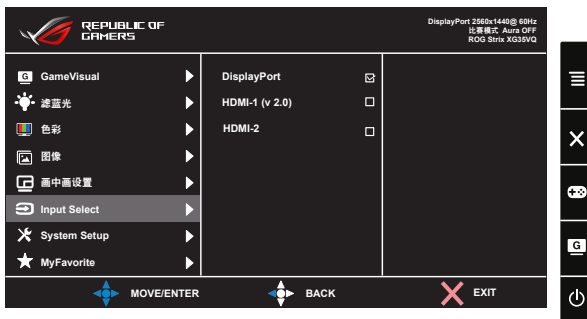 REPUBLIC OF
GAMERS
DisplayPort 2560x1440@ 60Hz
比赛模式 Aura OFF
ROG Strix XG35VQ
G GameVisual
滤蓝光
色彩
图像
画中画设置
Input Select
System Setup
MyFavorite
DisplayPort
HDMI-1 (v 2.0)
HDMI-2
MOVE/ENTER
BACK
EXIT
G